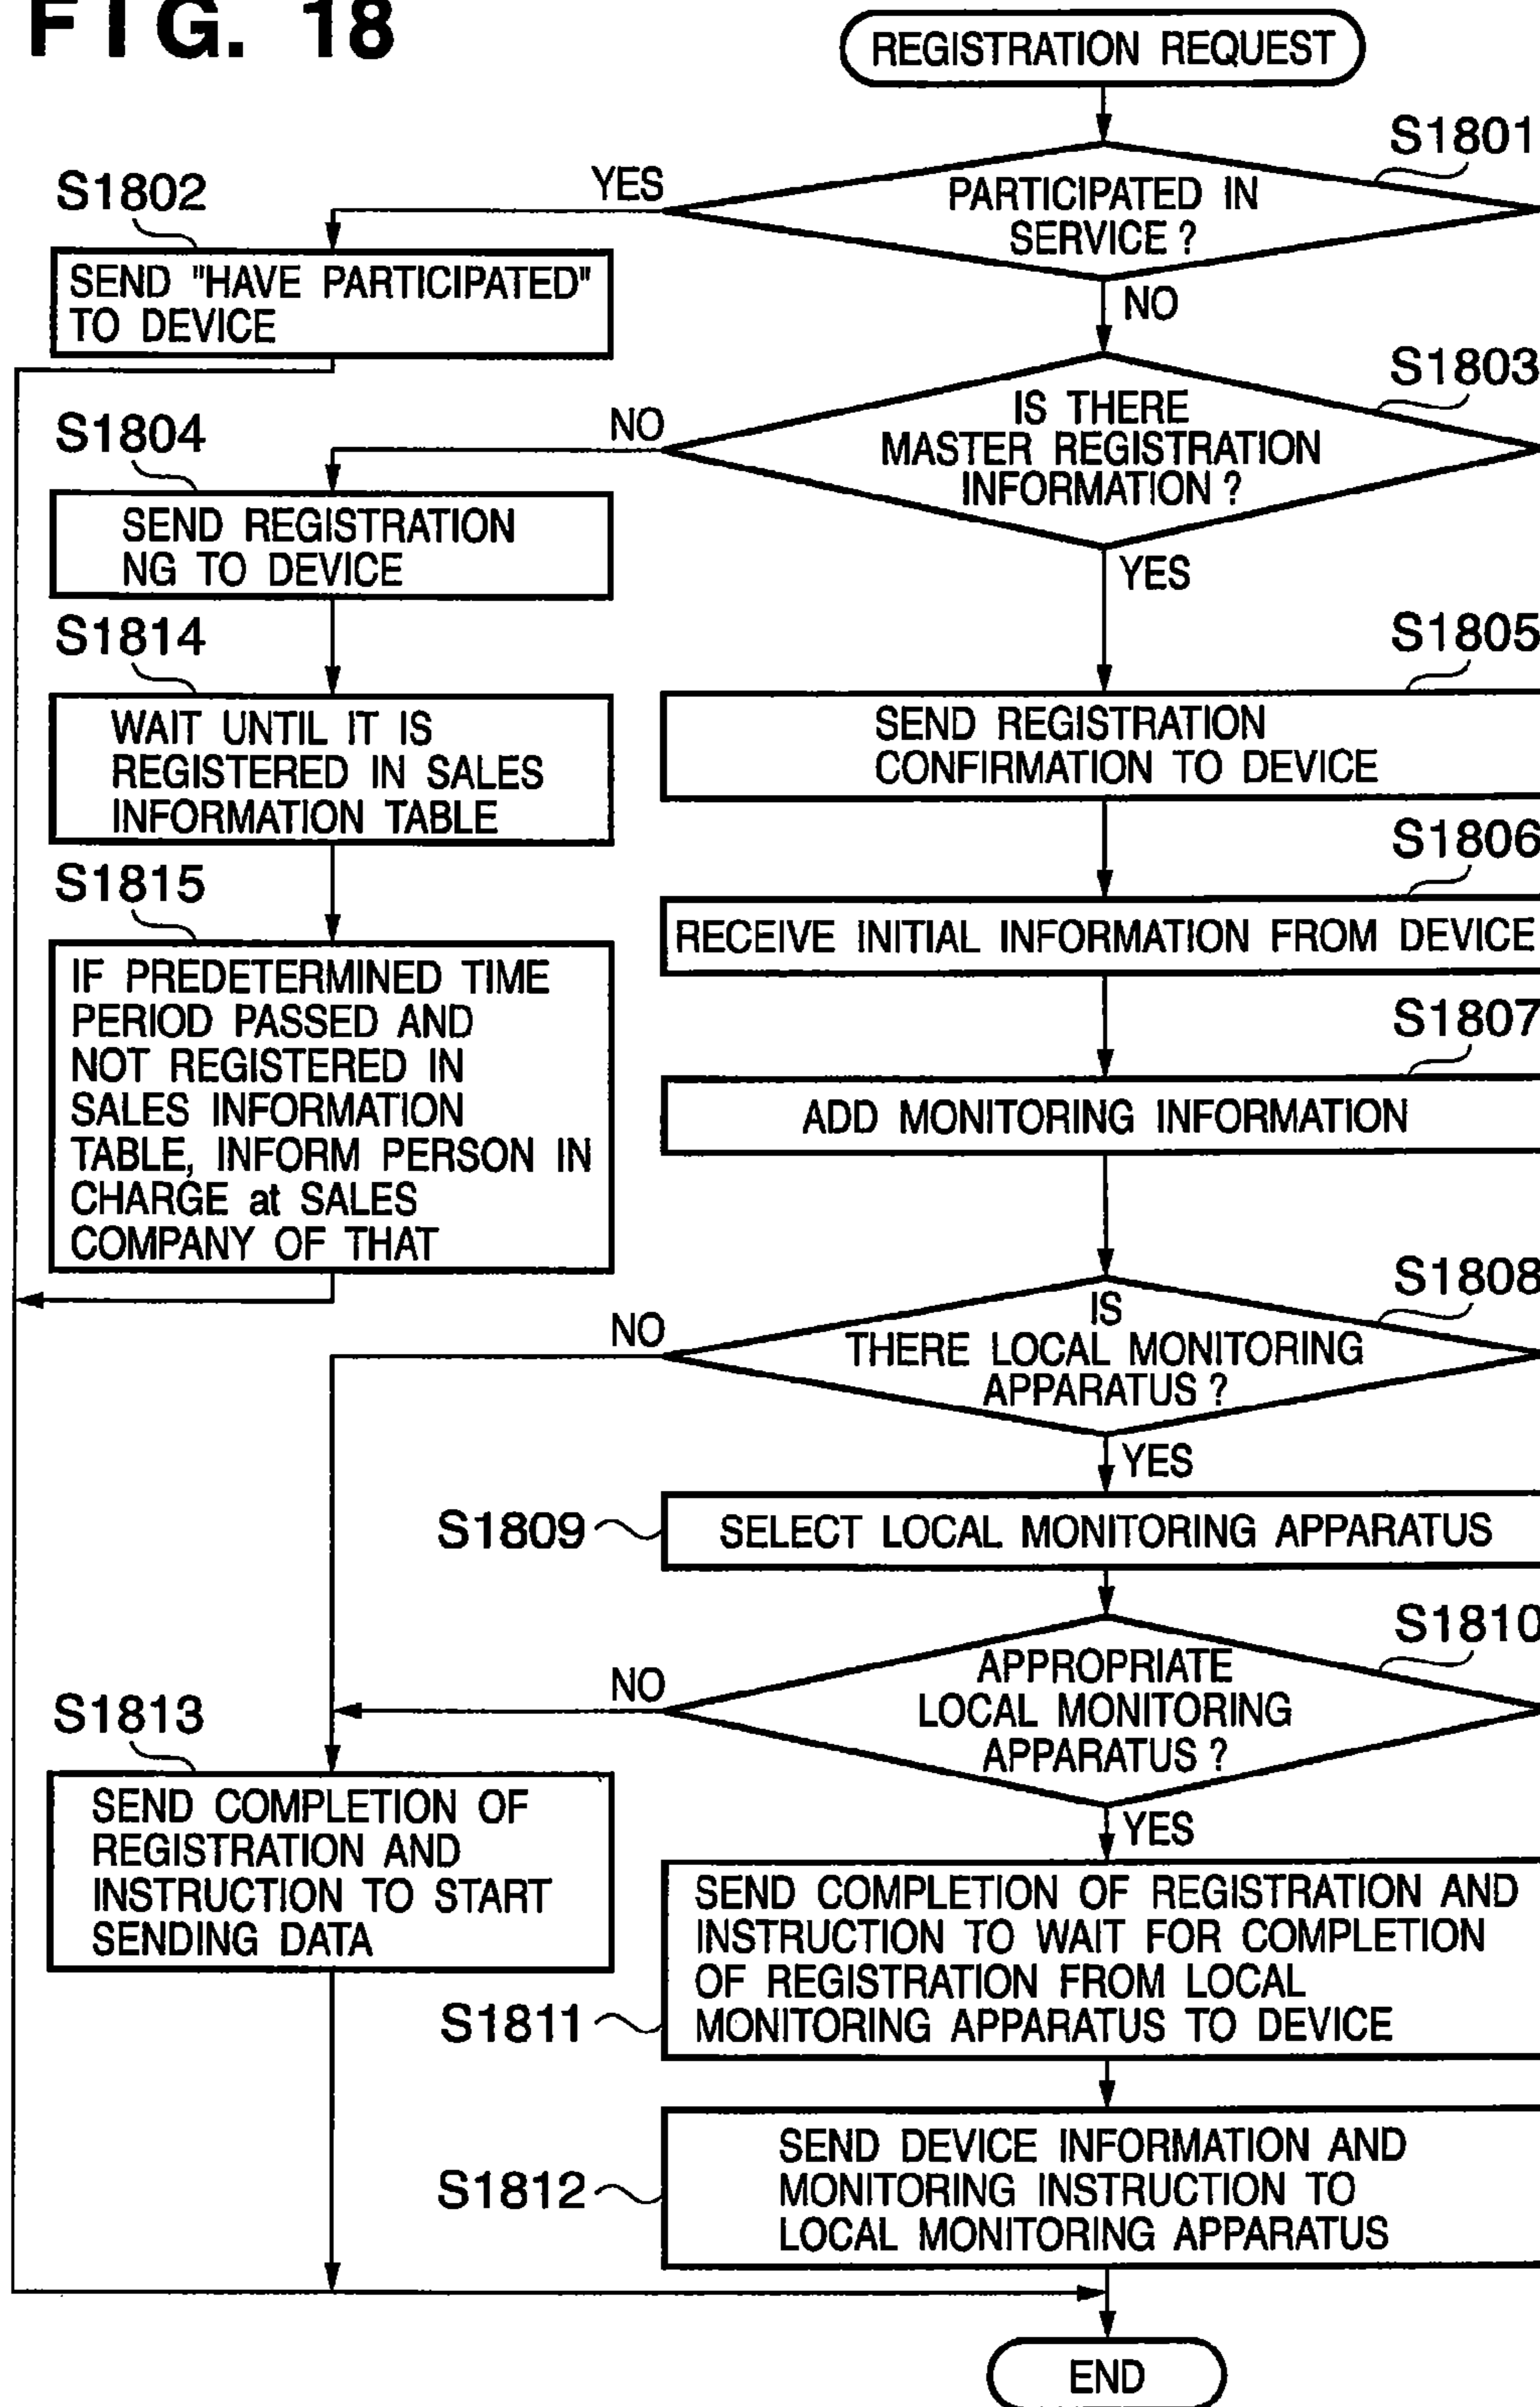 FIG. 18
REGISTRATION REQUEST
S1801
PARTICIPATED IN
SERVICE ?
YES
NO
S1802
SEND "HAVE PARTICIPATED"
TO DEVICE
S1803
IS THERE
MASTER REGISTRATION
INFORMATION ?
NO
YES
S1804
SEND REGISTRATION
NG TO DEVICE
S1814
WAIT UNTIL IT IS
REGISTERED IN SALES
INFORMATION TABLE
S1815
IF PREDETERMINED TIME
PERIOD PASSED AND
NOT REGISTERED IN
SALES INFORMATION
TABLE, INFORM PERSON IN
CHARGE at SALES
COMPANY OF THAT
S1805
SEND REGISTRATION
CONFIRMATION TO DEVICE
S1806
RECEIVE INITIAL INFORMATION FROM DEVICE
S1807
ADD MONITORING INFORMATION
S1808
IS
THERE LOCAL MONITORING
APPARATUS ?
NO
YES
S1809
SELECT LOCAL MONITORING APPARATUS
S1810
APPROPRIATE
LOCAL MONITORING
APPARATUS ?
NO
YES
S1813
SEND COMPLETION OF
REGISTRATION AND
INSTRUCTION TO START
SENDING DATA
S1811
SEND COMPLETION OF REGISTRATION AND
INSTRUCTION TO WAIT FOR COMPLETION
OF REGISTRATION FROM LOCAL
MONITORING APPARATUS TO DEVICE
S1812
SEND DEVICE INFORMATION AND
MONITORING INSTRUCTION TO
LOCAL MONITORING APPARATUS
END